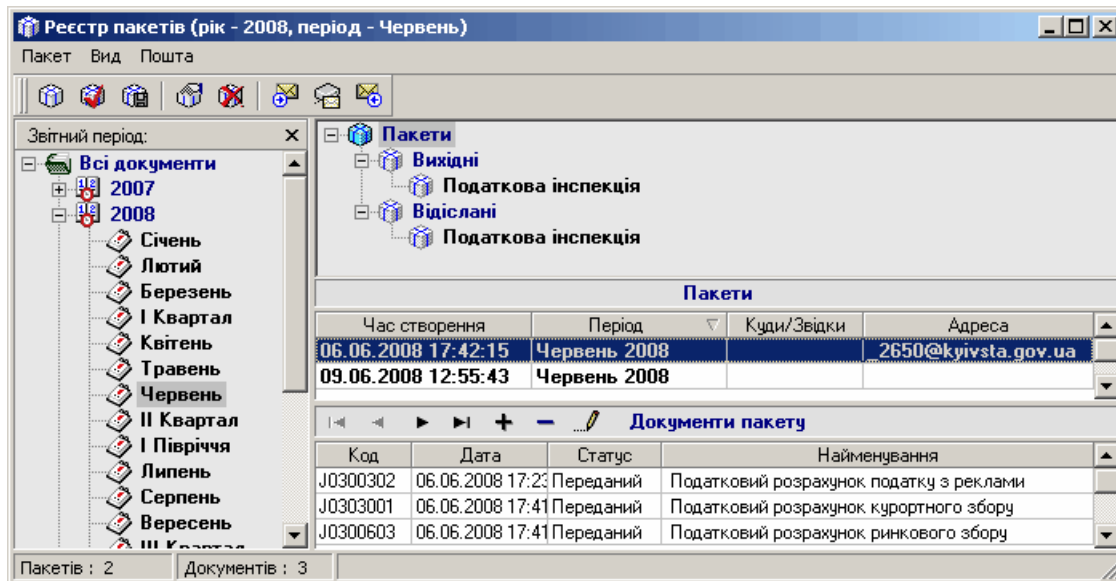 Реєстр пакетів (рік - 2008, період - Червень)
Пакет Вид Пошта
Звітний період:
Всі документи
2007
2008
Січень
Лютий
Березень
I Квартал
Квітень
Травень
Червень
II Квартал
I Півріччя
Липень
Серпень
Вересень
III Квартал
Пакети
Вихідні
Податкова інспекція
Відіслані
Податкова інспекція
Пакети
Час створення Період Куди/Звідки Адреса
06.06.2008 17:42:15 Червень 2008 _2650@kyivsta.gov.ua
09.06.2008 12:55:43 Червень 2008
Документи пакету
Код Дата Статус Найменування
J0300302 06.06.2008 17:23 Переданий Податковий розрахунок податку з реклами
J0303001 06.06.2008 17:41 Переданий Податковий розрахунок курортного збору
J0300603 06.06.2008 17:41 Переданий Податковий розрахунок ринкового збору
Пакетів : 2 Документів : 3